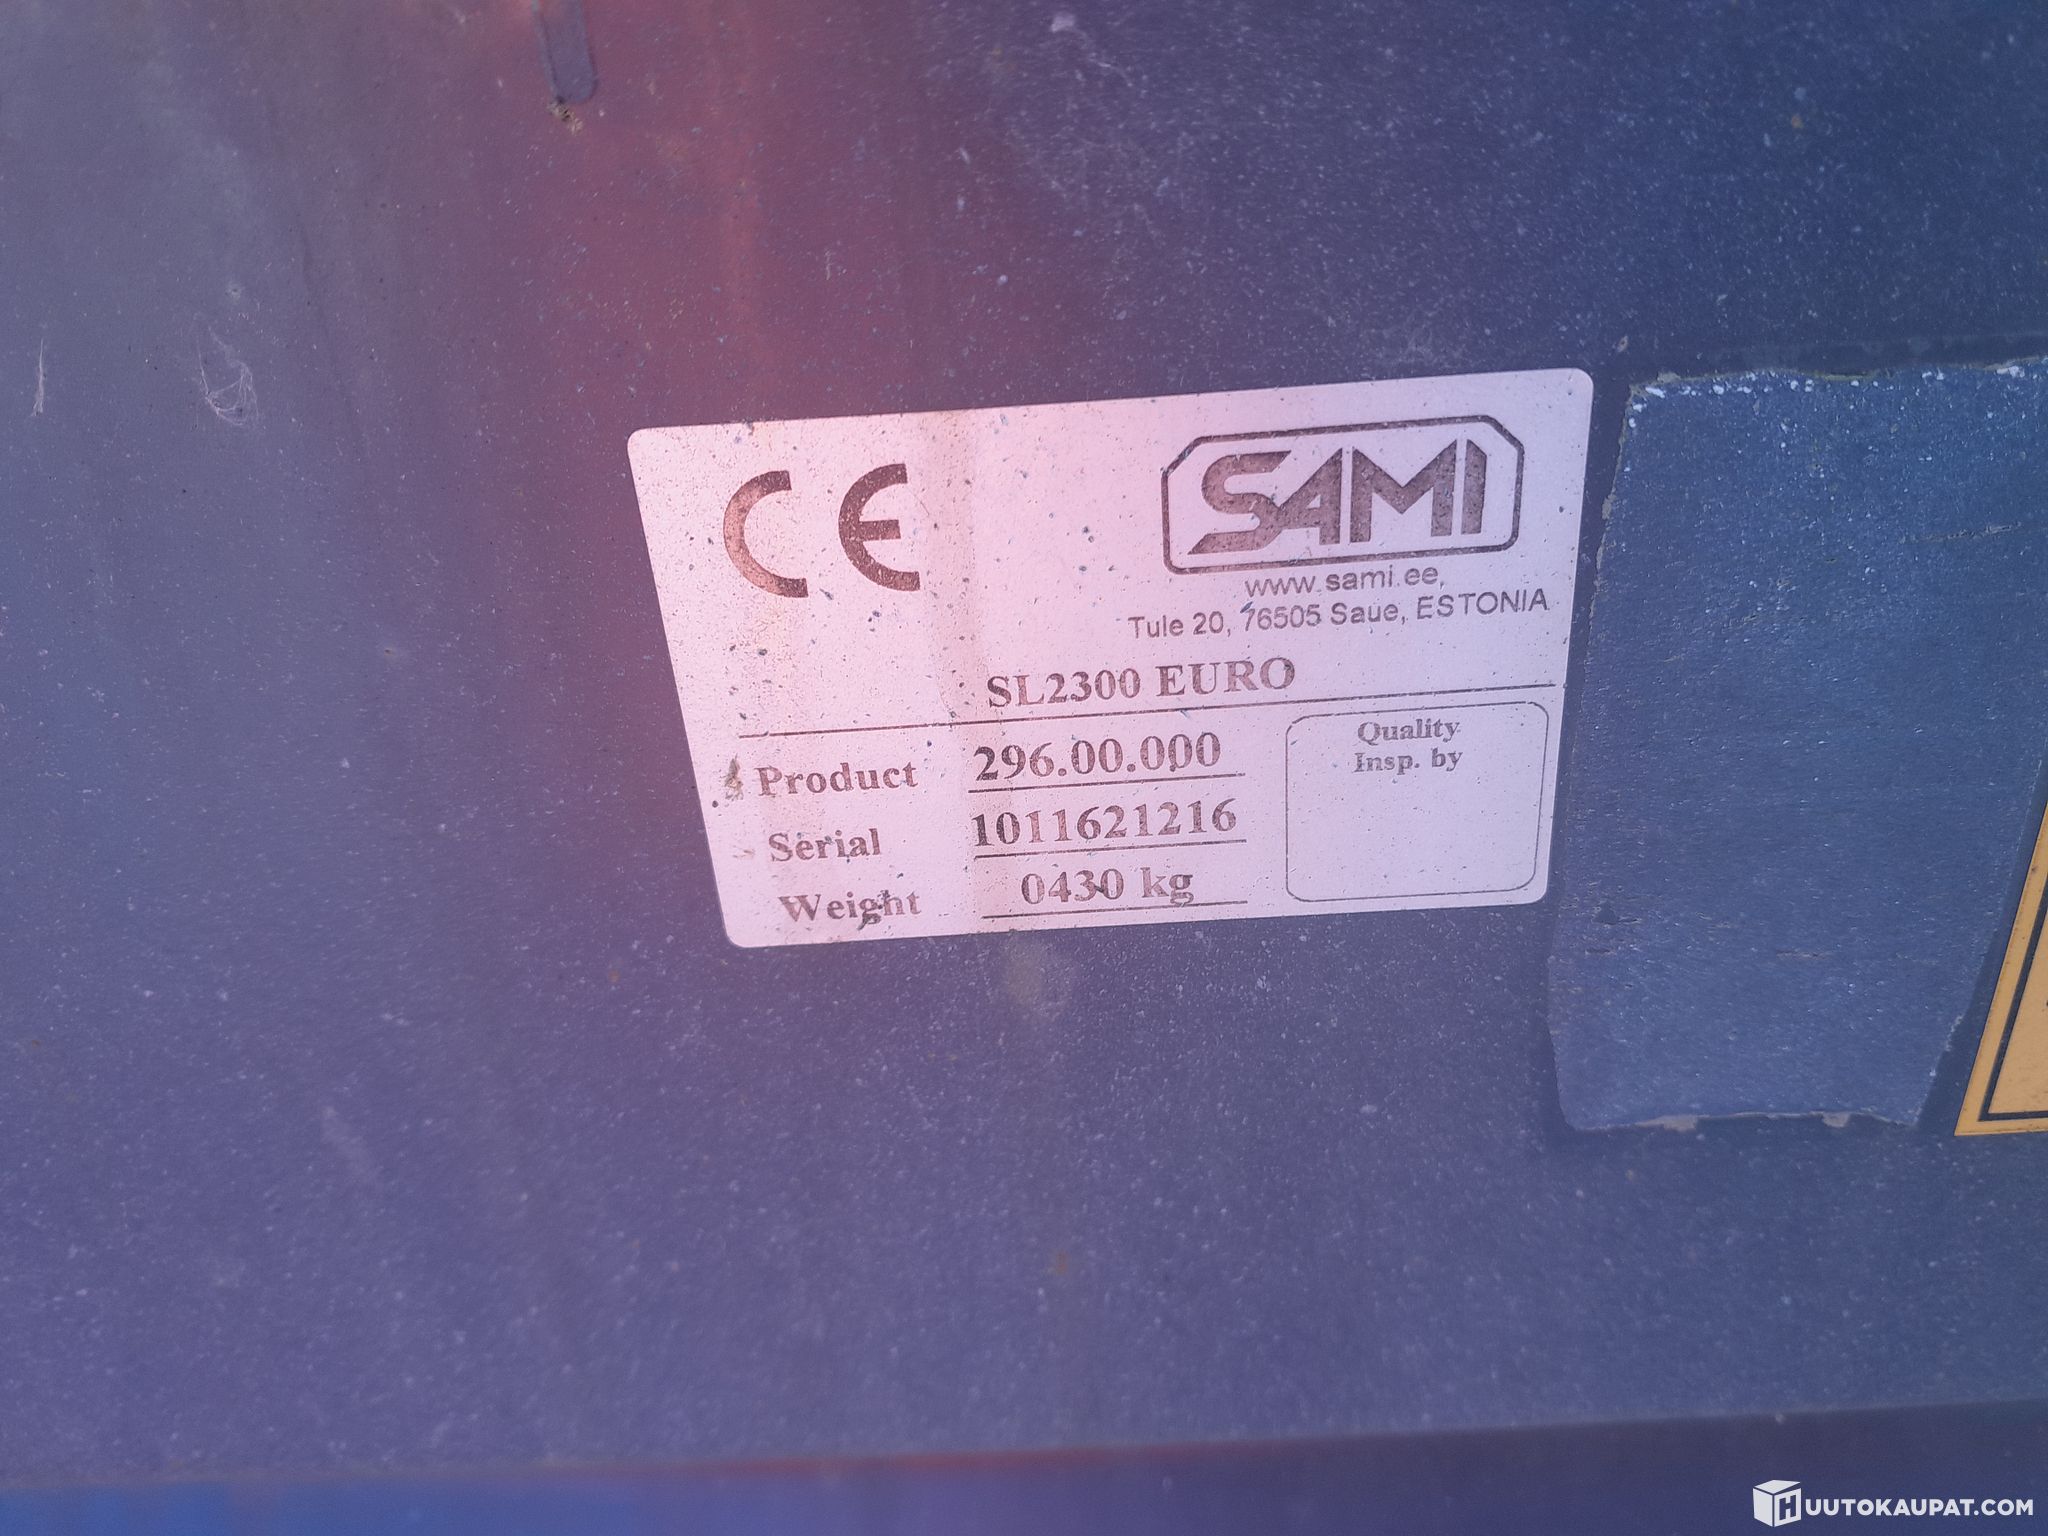 CE
SAMI
www.sami.ee,
Tule 20, 76505 Saue, ESTONIA
SL2300 EURO
Product 296.00.000
Serial 1011621216
Weight 0430 kg
Quality
Insp. by
HUUTOKAUPAT.COM